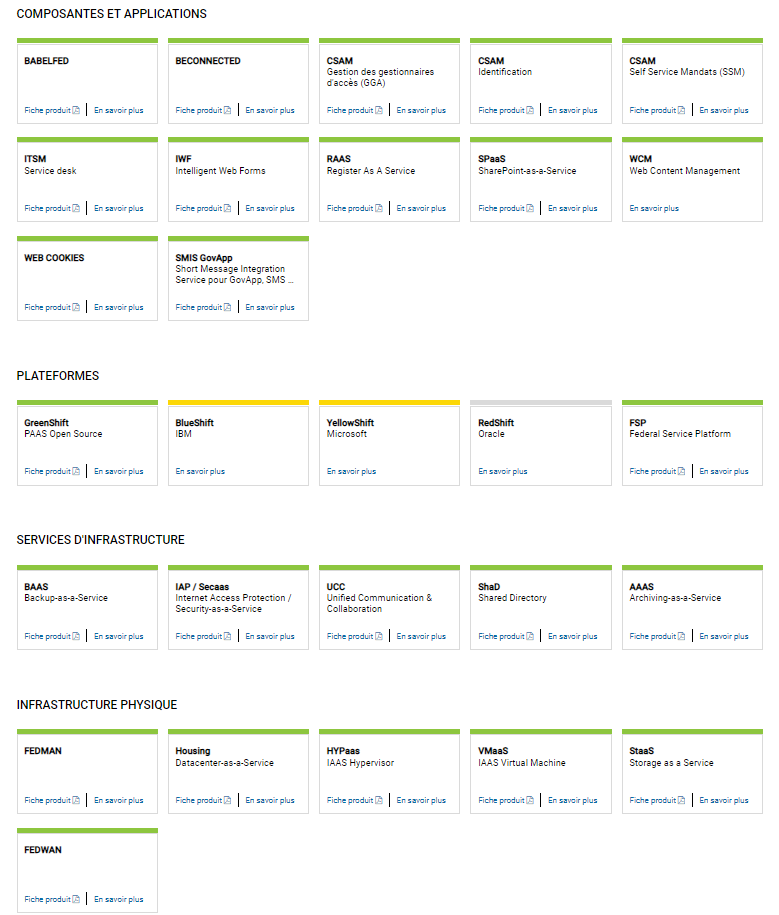 COMPOSANTES ET APPLICATIONS
BABELFED
Fiche produit
En savoir plus
BECONNECTED
Fiche produit
En savoir plus
CSAM
Gestion des gestionnaires
d'accès (GGA)
Fiche produit
En savoir plus
CSAM
Identification
Fiche produit
En savoir plus
CSAM
Self Service Mandats (SSM)
Fiche produit
En savoir plus
ITSM
Service desk
Fiche produit
En savoir plus
IWF
Intelligent Web Forms
Fiche produit
En savoir plus
RAAS
Register As A Service
Fiche produit
En savoir plus
SPaaS
SharePoint-as-a-Service
Fiche produit
En savoir plus
WCM
Web Content Management
En savoir plus
WEB COOKIES
Fiche produit
En savoir plus
SMIS GovApp
Short Message Integration
Service pour GovApp, SMS ...
Fiche produit
En savoir plus
PLATEFORMES
GreenShift
PAAS Open Source
Fiche produit
En savoir plus
BlueShift
IBM
En savoir plus
YellowShift
Microsoft
En savoir plus
RedShift
Oracle
En savoir plus
FSP
Federal Service Platform
Fiche produit
En savoir plus
SERVICES D'INFRASTRUCTURE
BAAS
Backup-as-a-Service
Fiche produit
En savoir plus
IAP / Secaas
Internet Access Protection /
Security-as-a-Service
Fiche produit
En savoir plus
UCC
Unified Communication &
Collaboration
Fiche produit
En savoir plus
ShaD
Shared Directory
Fiche produit
En savoir plus
AAAS
Archiving-as-a-Service
Fiche produit
En savoir plus
INFRASTRUCTURE PHYSIQUE
FEDMAN
Fiche produit
En savoir plus
Housing
Datacenter-as-a-Service
Fiche produit
En savoir plus
HYPaas
IAAS Hypervisor
Fiche produit
En savoir plus
VMaaS
IAAS Virtual Machine
Fiche produit
En savoir plus
StaaS
Storage as a Service
Fiche produit
En savoir plus
FEDWAN
Fiche produit
En savoir plus